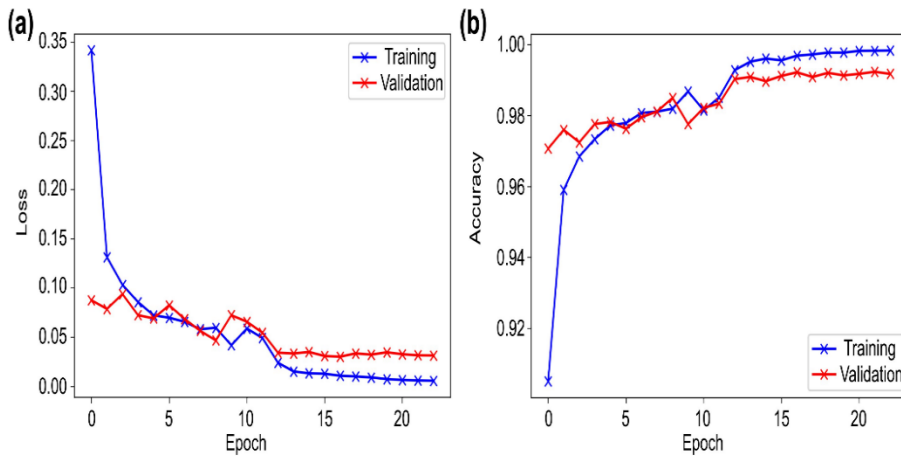 (a)
0.35
0.30
0.25
0.20
0.15
0.10
0.05
0.00
Loss
0 5 10 15 20
Epoch
Training
Validation
(b)
1.00
0.98
0.96
0.94
0.92
Accuracy
0 5 10 15 20
Epoch
Training
Validation